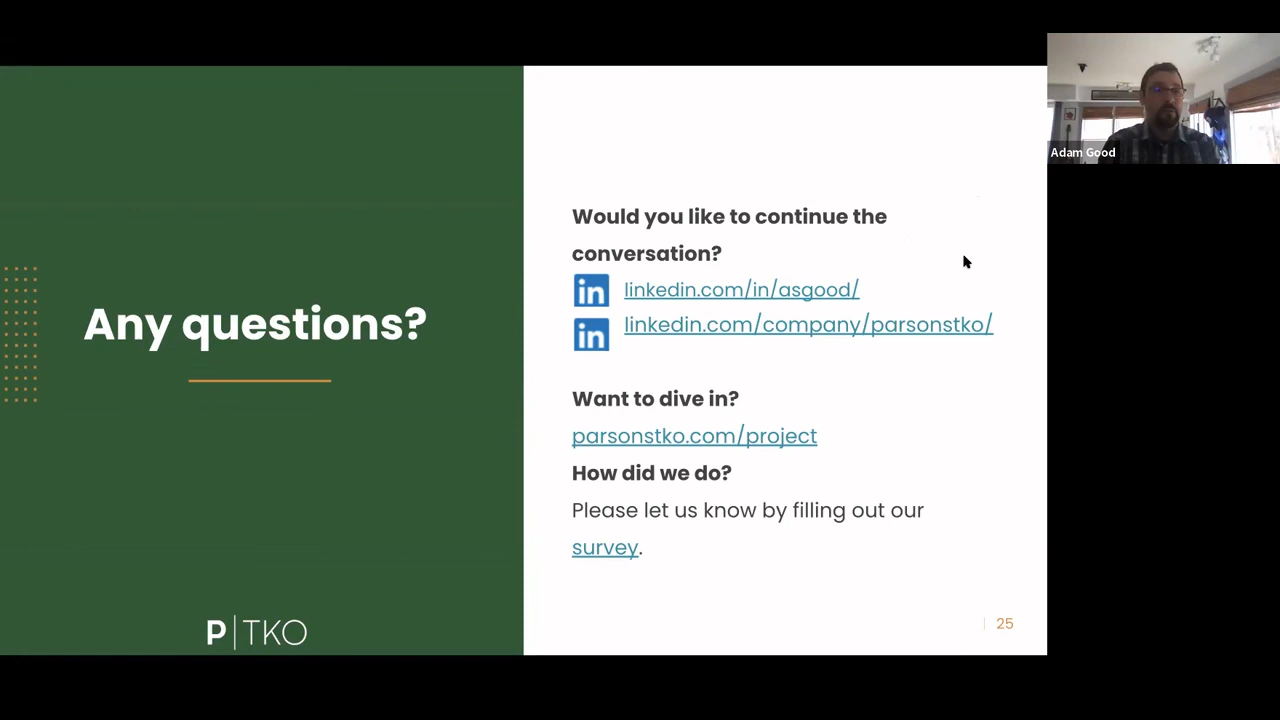 Any questions?
P|TKO
Would you like to continue the
conversation?
in linkedin.com/in/asgood/
in linkedin.com/company/parsonstko/
Want to dive in?
parsonstko.com/project
How did we do?
Please let us know by filling out our
survey.
| 25
Adam Good